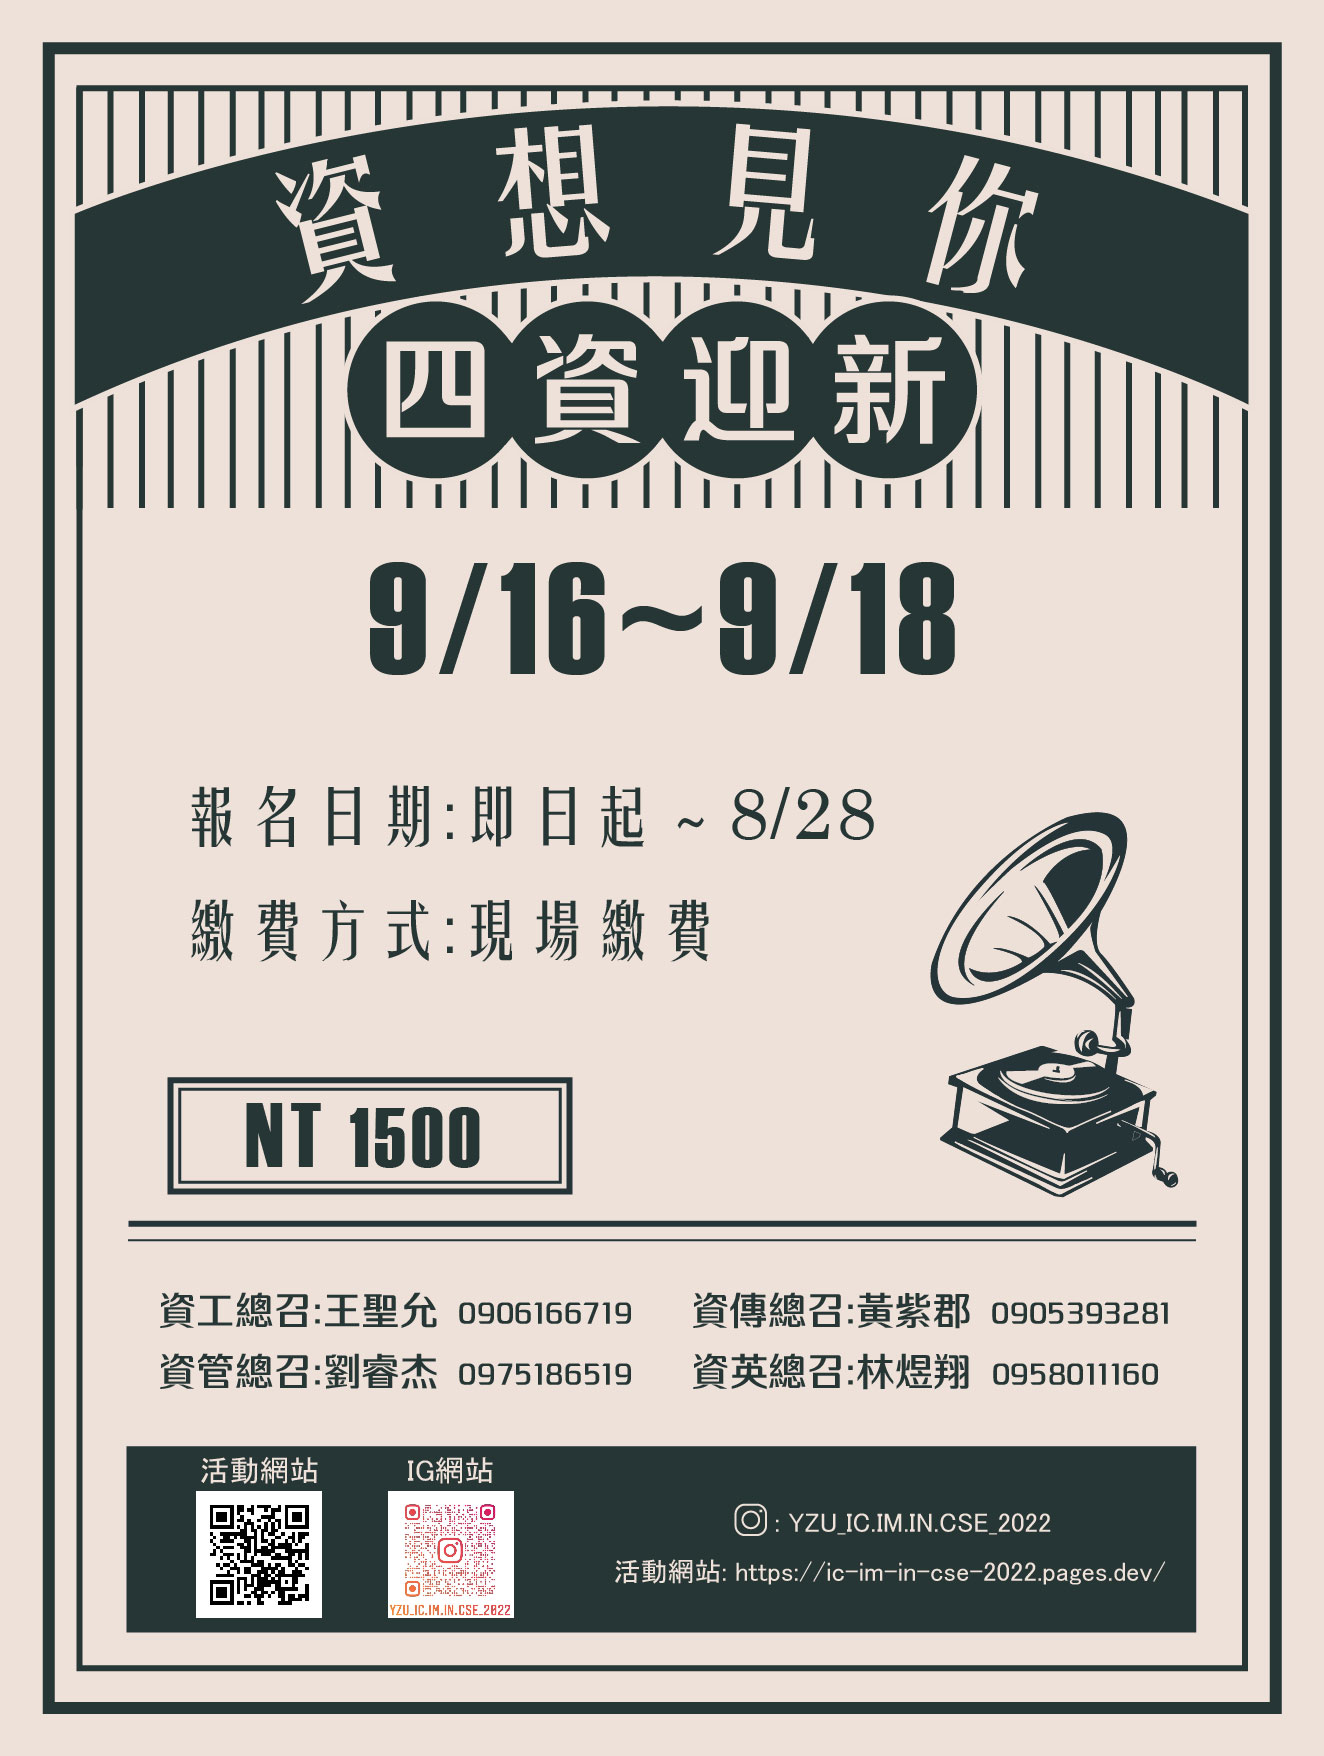 資想見你
四資迎新
9/16~9/18
報名日期:即日起 ~ 8/28
繳費方式:現場繳費
NT 1500
資工總召:王聖允 0906166719
資傳總召:黃紫郡 0905393281
資管總召:劉睿杰 0975186519
資英總召:林煜翔 0958011160
活動網站
IG網站
YZU_IC.IM.IN.CSE_2022
: YZU_IC.IM.IN.CSE_2022
活動網站: https://ic-im-in-cse-2022.pages.dev/